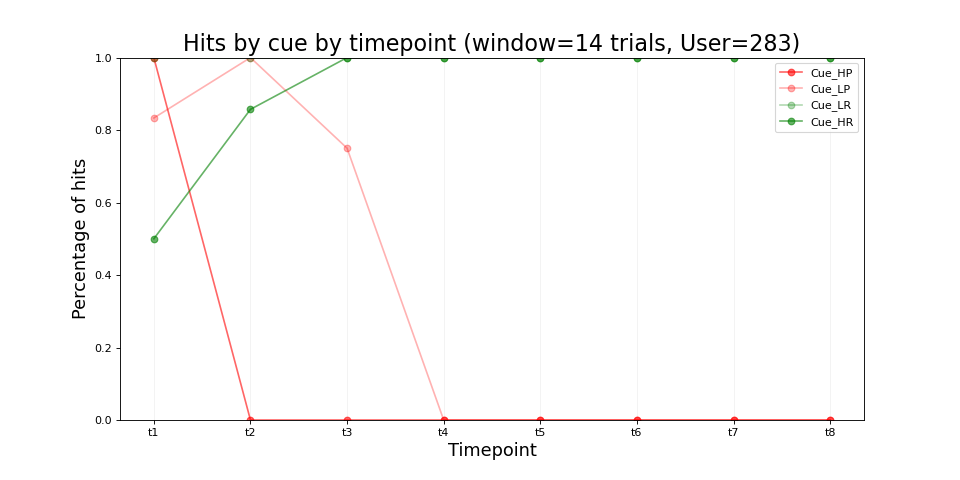 Hits by cue by timepoint (window=14 trials, User=283)
Percentage of hits
1.0
0.8
0.6
0.4
0.2
0.0
Cue_HP
Cue_LP
Cue_LR
Cue_HR
t1 t2 t3 t4 t5 t6 t7 t8
Timepoint